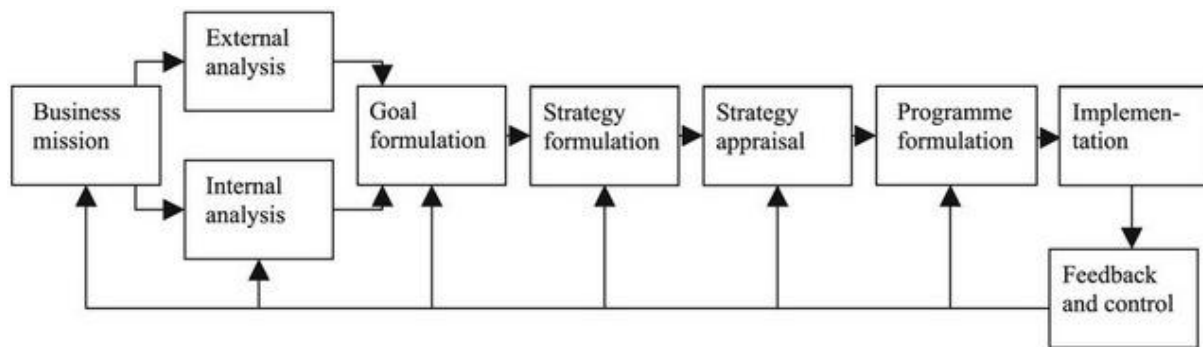 External
analysis
Business
mission
Internal
analysis
Goal
formulation
Strategy
formulation
Strategy
appraisal
Programme
formulation
Implemen-
tation
Feedback
and control